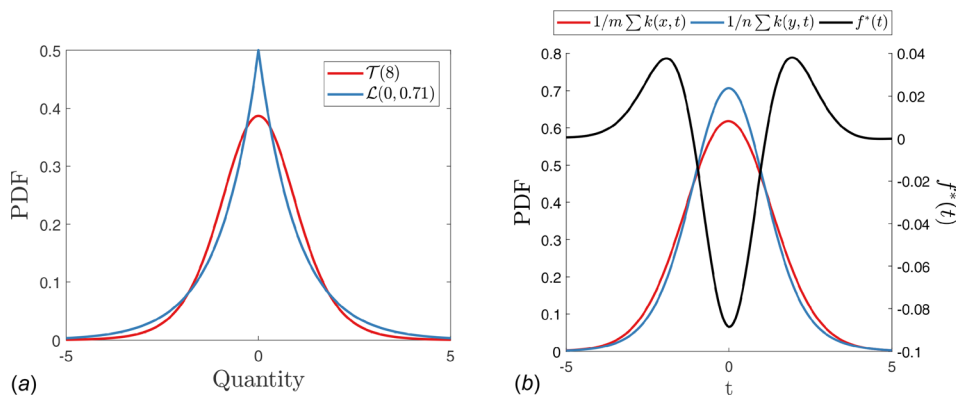 0.5
0.4
0.3
0.2
0.1
0
-5
0
5
PDF
Quantity
𝒯(8)
ℒ(0, 0.71)
(a)
1/m ∑ k(x, t)
1/n ∑ k(y, t)
f*(t)
0.8
0.7
0.6
0.5
0.4
0.3
0.2
0.1
0
-5
0
5
PDF
t
0.04
0.02
0
-0.02
-0.04
-0.06
-0.08
-0.1
f*(t)
(b)